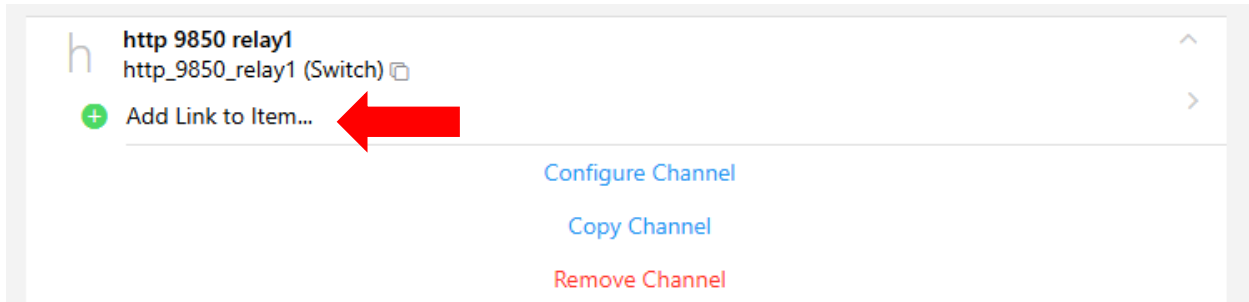 h
http 9850 relay1
http_9850_relay1 (Switch)
Add Link to Item...
Configure Channel
Copy Channel
Remove Channel